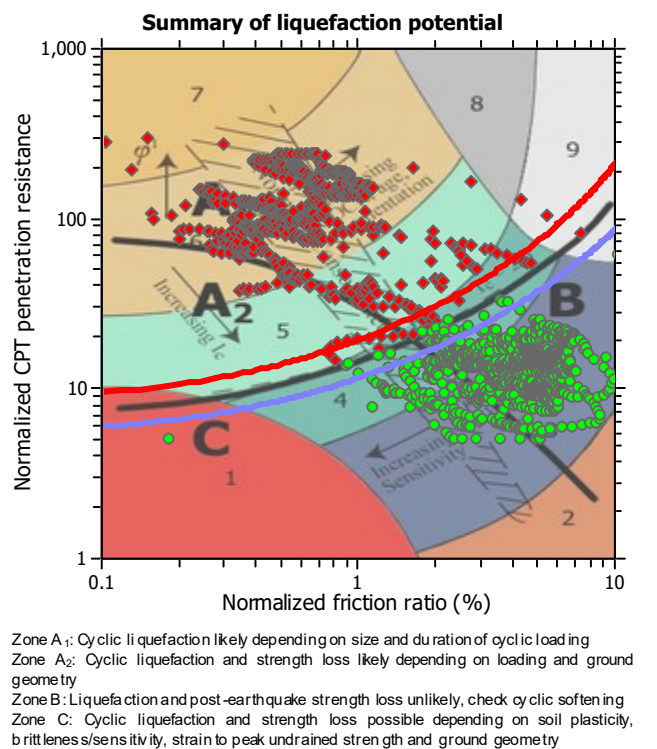 Summary of liquefaction potential
1,000
7
8
9
φ'
100
A
A2
Increasing Ic
B
5
10
4
C
1
Increasing
Sensitivity
2
1
0.1
1
10
Normalized CPT penetration resistance
Normalized friction ratio (%)
Zone A1: Cyclic liquefaction likely depending on size and duration of cyclic loading
Zone A2: Cyclic liquefaction and strength loss likely depending on loading and ground
geometry
Zone B: Liquefaction and post-earthquake strength loss unlikely, check cyclic softening
Zone C: Cyclic liquefaction and strength loss possible depending on soil plasticity,
brittleness/sensitivity, strain to peak undrained strength and ground geometry